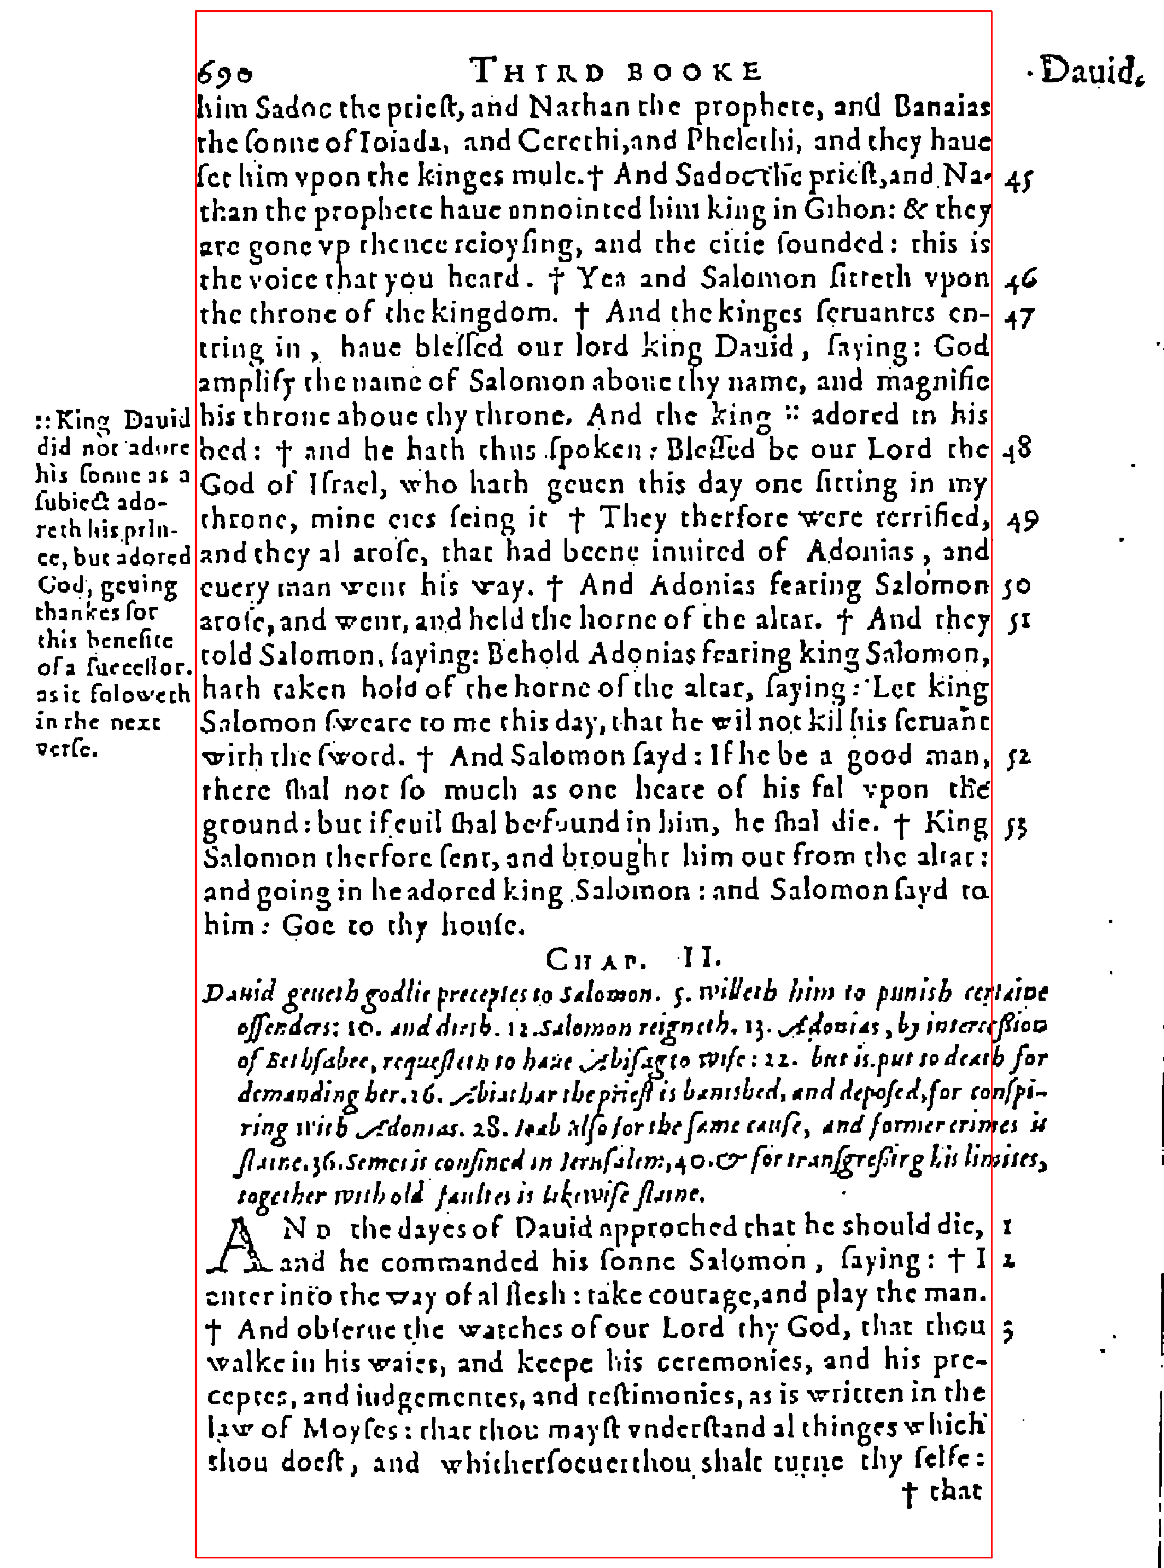 690 THIRD BOOKE Dauid.
him Sadoc the prieſt, and Nathan the prophete, and Banaias
the ſonne of Ioiada, and Cerethi, and Phelethi, and they haue
ſet him vpon the kinges mule. † And Sadoc the prieſt, and Na- 45
than the prophete haue annointed him king in Gihon: & they
are gone vp thence reioyſing, and the citie ſounded: this is
the voice that you heard. † Yea and Salomon ſitteth vpon 46
the throne of the kingdom. † And the kinges ſeruantes en- 47
tring in, haue bleſſed our lord king Dauid, ſaying: God
amplify the name of Salomon aboue thy name, and magnifie
his throne aboue thy throne. And the king :: adored in his
bed: † and he hath thus ſpoken: Bleſſed be our Lord the 48
God of Iſrael, who hath geuen this day one ſitting in my
throne, mine eies ſeing it † They therfore were terrified, 49
and they al aroſe, that had beene inuited of Adonias, and
euery man went his way. † And Adonias fearing Salomon 50
aroſe, and went, and held the horne of the altar. † And they 51
told Salomon, ſaying: Behold Adonias fearing king Salomon,
hath taken hold of the horne of the altar, ſaying: Let king
Salomon ſweare to me this day, that he wil not kil his ſeruant
with the ſword. † And Salomon ſayd: If he be a good man, 52
there ſhal not ſo much as one heare of his fal vpon the
ground: but if euil ſhal be found in him, he ſhal die. † King 53
Salomon therfore ſent, and brought him out from the altar:
and going in he adored king Salomon: and Salomon ſayd to
him: Goe to thy houſe.
:: King Dauid
did not adore
his ſonne as a
ſubiect ado-
reth his prin-
ce, but adored
God, geuing
thankes for
this benefite
of a ſucceſſor.
as it foloweth
in the next
verſe.
CHAP. II.
Dauid geueth godlie preceptes to Salomon. 5. willeth him to punish certaine
offenders: 10. and dieth. 12. Salomon reigneth. 13. Adonias, by interceſſion
of Bethſabee, requeſteth to haue Abiſag to wife: 22. but is put to death for
demanding her. 26. Abiathar the prieſt is banished, and depoſed, for conſpi-
ring with Adonias. 28. Ioab alſo for the ſame cauſe, and former crimes is
ſlaine. 36. Semei is confined in Ieruſalem, 40. & for tranſgreſſing his limites,
together with old faultes is likewiſe ſlaine.
AND the dayes of Dauid approched that he should die, 1
and he commanded his ſonne Salomon, ſaying: † I 2
enter into the way of al flesh: take courage, and play the man.
† And obſerue the watches of our Lord thy God, that thou 3
walke in his waies, and keepe his ceremonies, and his pre-
ceptes, and iudgementes, and teſtimonies, as is written in the
law of Moyſes: that thou mayſt vnderſtand al thinges which
thou doeſt, and whitherſoeuer thou shalt turne thy ſelfe:
† that